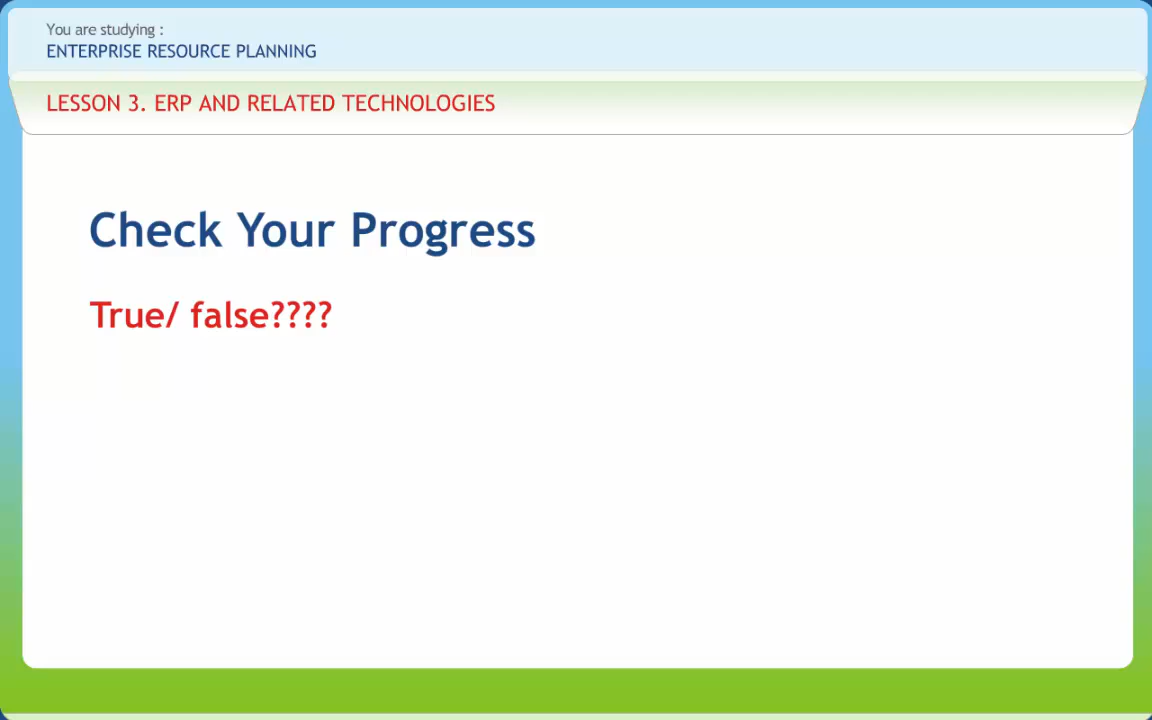 You are studying :
ENTERPRISE RESOURCE PLANNING
LESSON 3. ERP AND RELATED TECHNOLOGIES
Check Your Progress
True/ false????